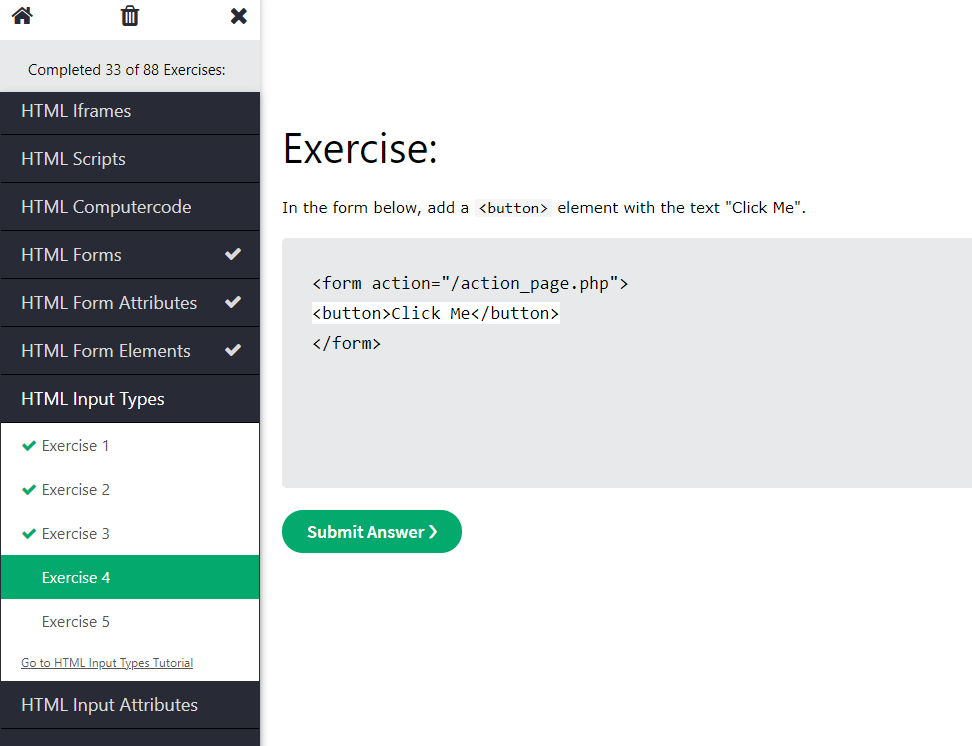 Completed 33 of 88 Exercises:
HTML Iframes
HTML Scripts
HTML Computercode
HTML Forms
HTML Form Attributes
HTML Form Elements
HTML Input Types
Exercise 1
Exercise 2
Exercise 3
Exercise 4
Exercise 5
Go to HTML Input Types Tutorial
HTML Input Attributes
Exercise:
In the form below, add a <button> element with the text "Click Me".
<form action="/action_page.php">
<button>Click Me</button>
</form>
Submit Answer ❯